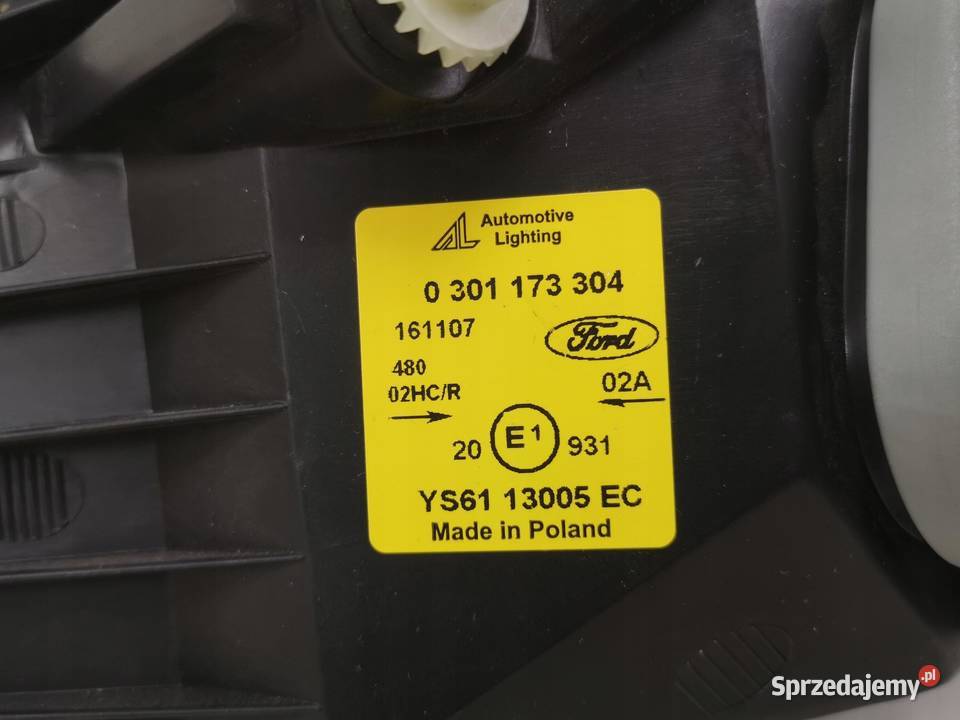 Automotive
Lighting
0 301 173 304
161107
Ford
480
02HC/R
02A
20 E1 931
YS61 13005 EC
Made in Poland
Sprzedajemy.pl